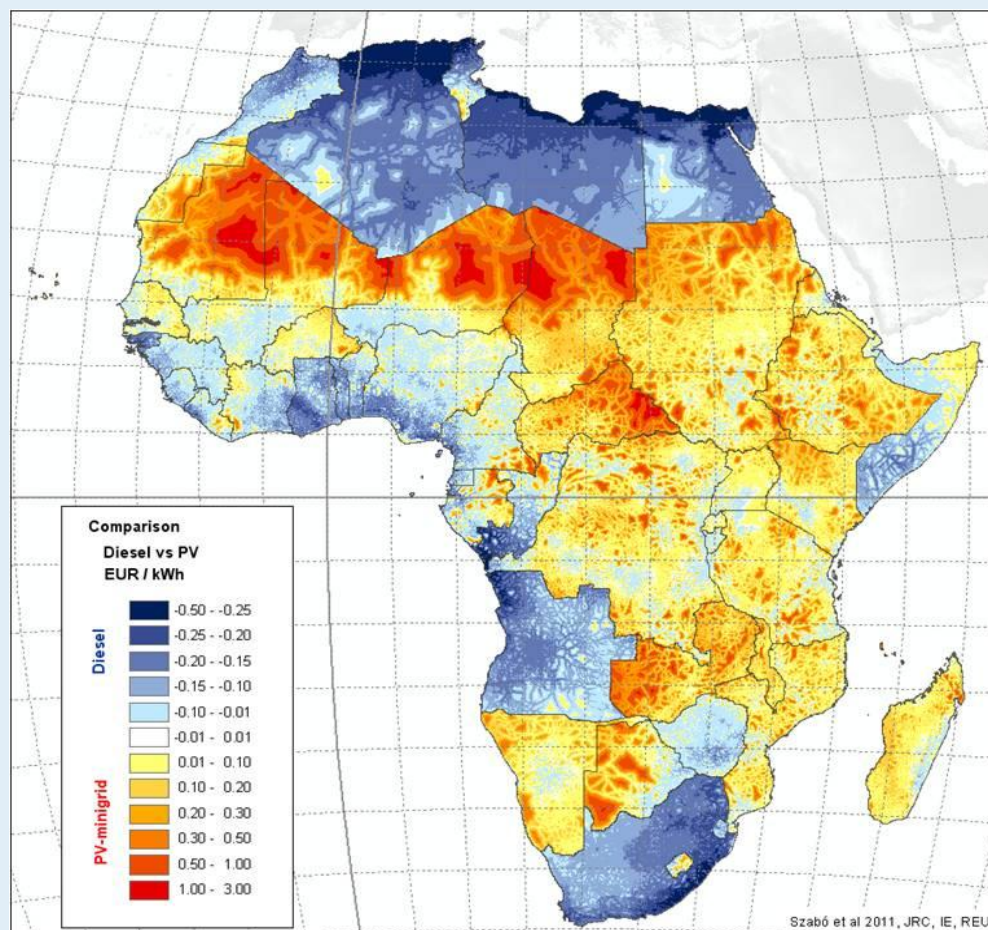 Comparison
Diesel vs PV
EUR / kWh
Diesel
-0.50 - -0.25
-0.25 - -0.20
-0.20 - -0.15
-0.15 - -0.10
-0.10 - -0.01
-0.01 - 0.01
PV-minigrid
0.01 - 0.10
0.10 - 0.20
0.20 - 0.30
0.30 - 0.50
0.50 - 1.00
1.00 - 3.00
Szabó et al 2011, JRC, IE, REU